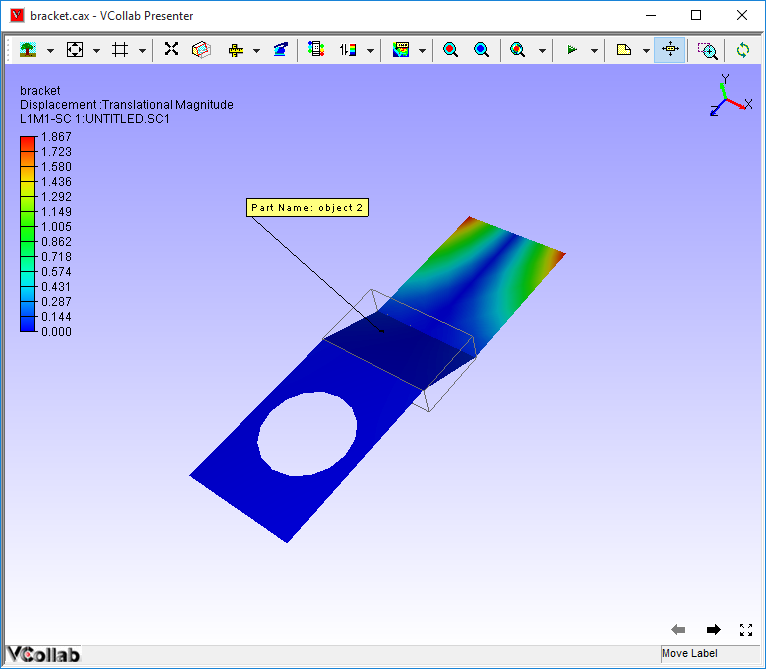 bracket.cax - VCollab Presenter
bracket
Displacement :Translational Magnitude
L1M1-SC 1:UNTITLED.SC1
1.867
1.723
1.580
1.436
1.292
1.149
1.005
0.862
0.718
0.574
0.431
0.287
0.144
0.000
Y
X
Z
Part Name: object 2
VCollab
Move Label